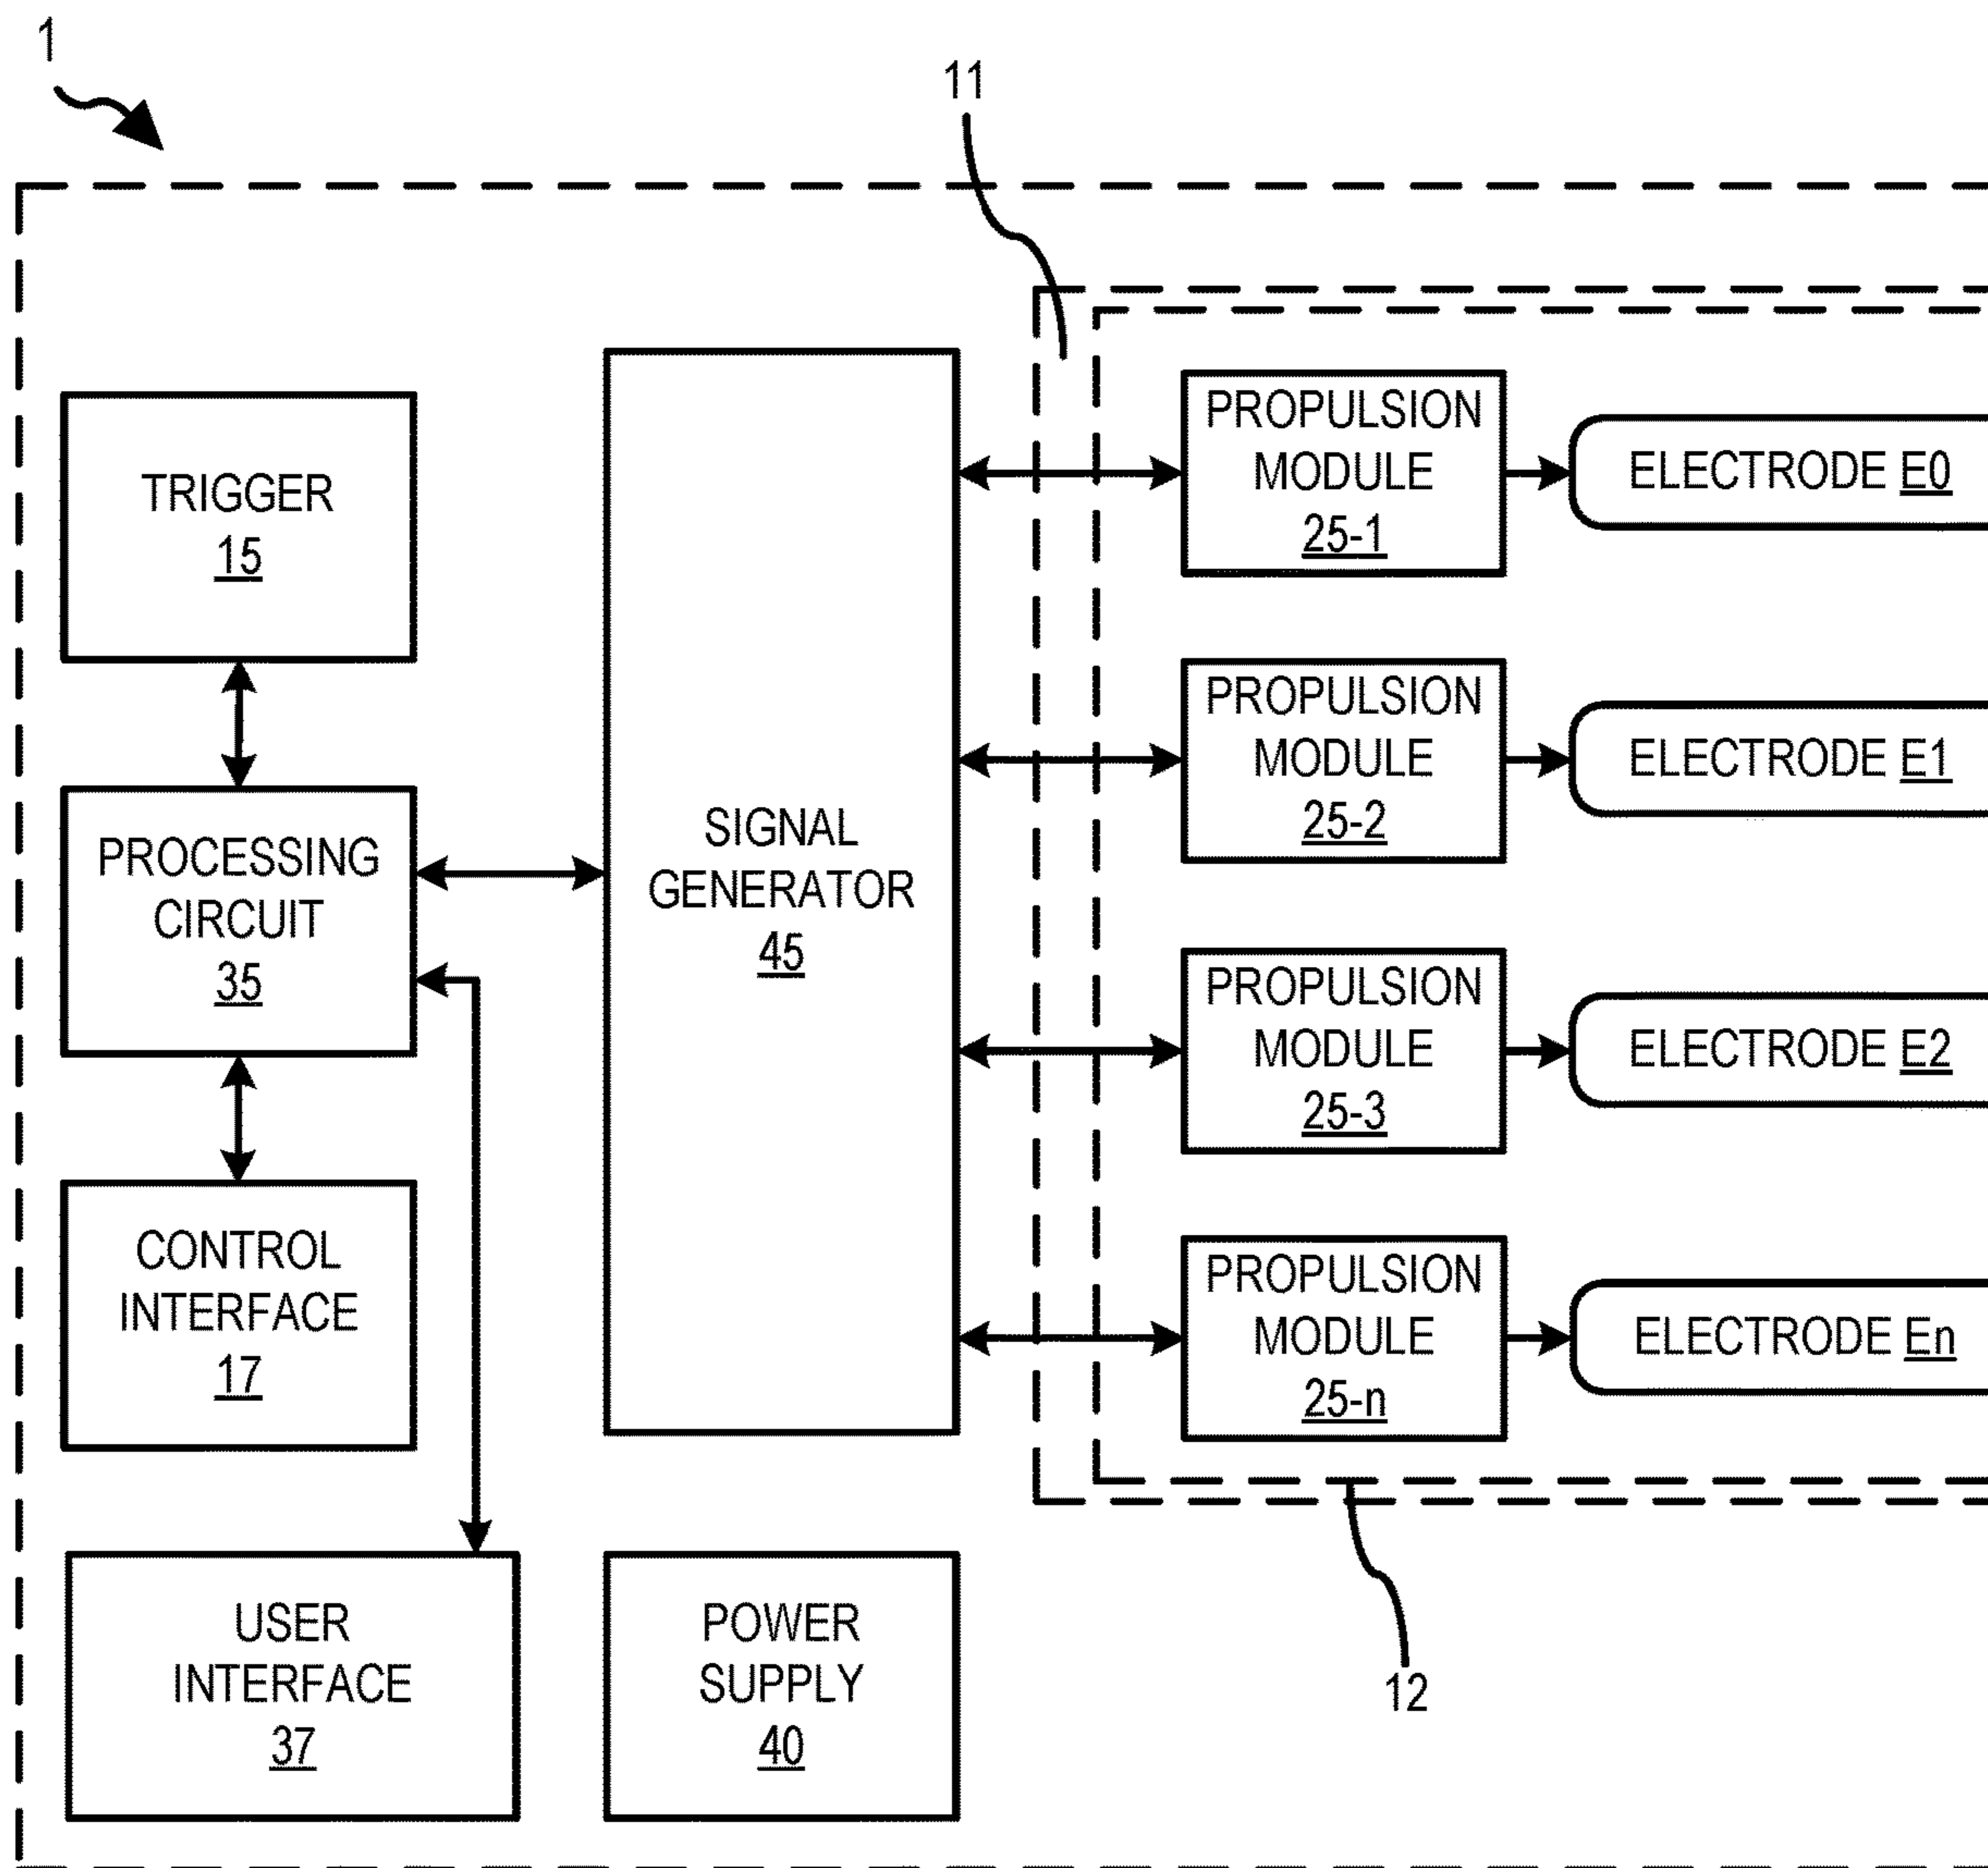 1
11
TRIGGER
15
PROCESSING
CIRCUIT
35
CONTROL
INTERFACE
17
USER
INTERFACE
37
SIGNAL
GENERATOR
45
POWER
SUPPLY
40
PROPULSION
MODULE
25-1
ELECTRODE E0
PROPULSION
MODULE
25-2
ELECTRODE E1
PROPULSION
MODULE
25-3
ELECTRODE E2
PROPULSION
MODULE
25-n
ELECTRODE En
12